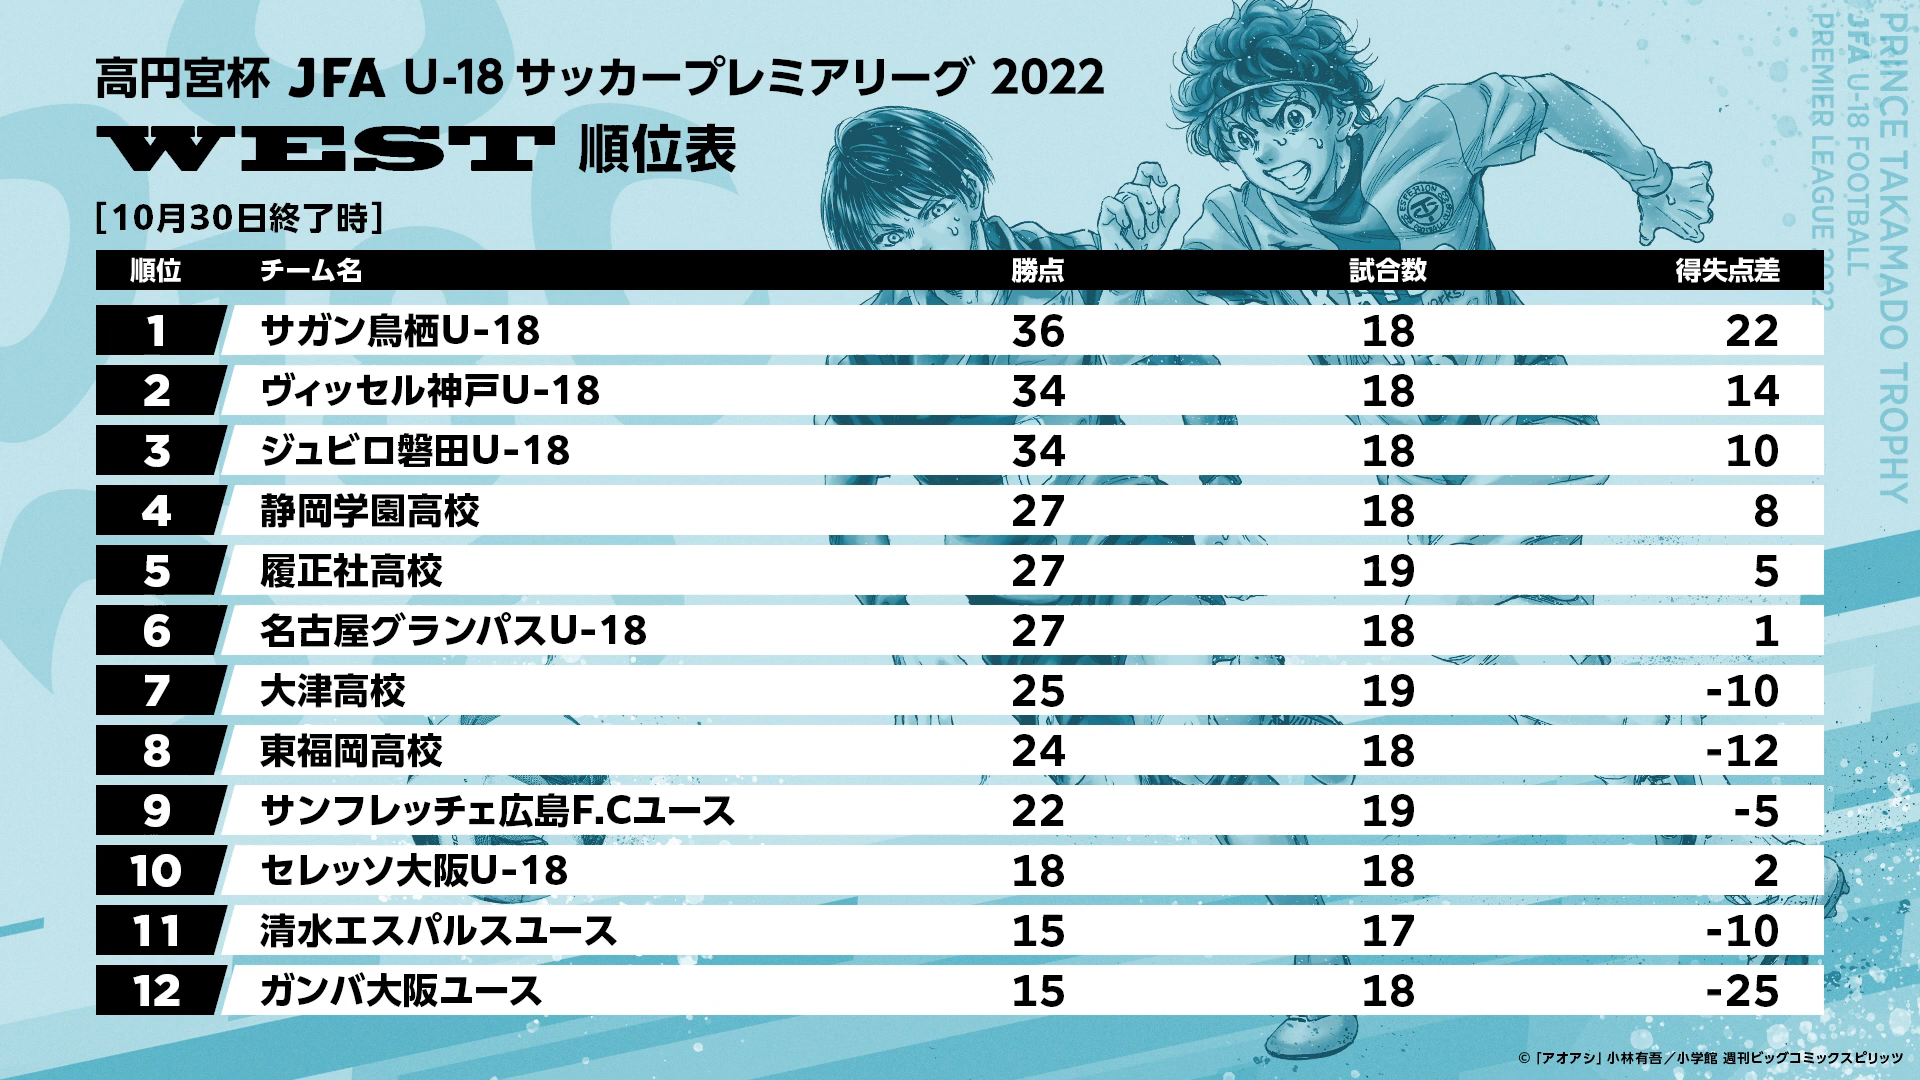 高円宮杯 JFA U-18 サッカープレミアリーグ 2022
WEST 順位表
[10月30日終了時]
順位 チーム名 勝点 試合数 得失点差
1 サガン鳥栖U-18 36 18 22
2 ヴィッセル神戸U-18 34 18 14
3 ジュビロ磐田U-18 34 18 10
4 静岡学園高校 27 18 8
5 履正社高校 27 19 5
6 名古屋グランパスU-18 27 18 1
7 大津高校 25 19 -10
8 東福岡高校 24 18 -12
9 サンフレッチェ広島F.Cユース 22 19 -5
10 セレッソ大阪U-18 18 18 2
11 清水エスパルスユース 15 17 -10
12 ガンバ大阪ユース 15 18 -25
PRINCE TAKAMADO TROPHY
JFA U-18 FOOTBALL
PREMIER LEAGUE 2022
©「アオアシ」小林有吾／小学館 週刊ビッグコミックスピリッツ